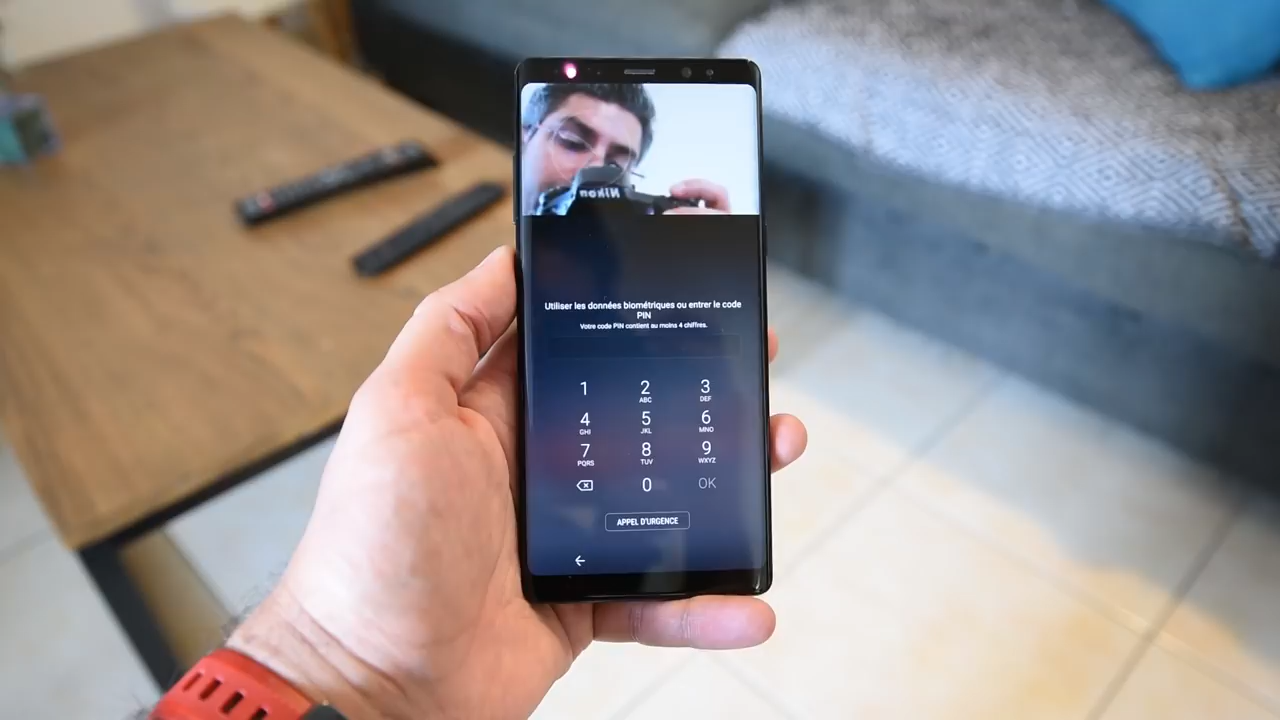 Nikon
Utiliser les données biométriques ou entrer le code
PIN
Votre code PIN contient au moins 4 chiffres.
1 2 3
ABC DEF
4 5 6
GHI JKL MNO
7 8 9
PQRS TUV WXYZ
0 OK
APPEL D'URGENCE